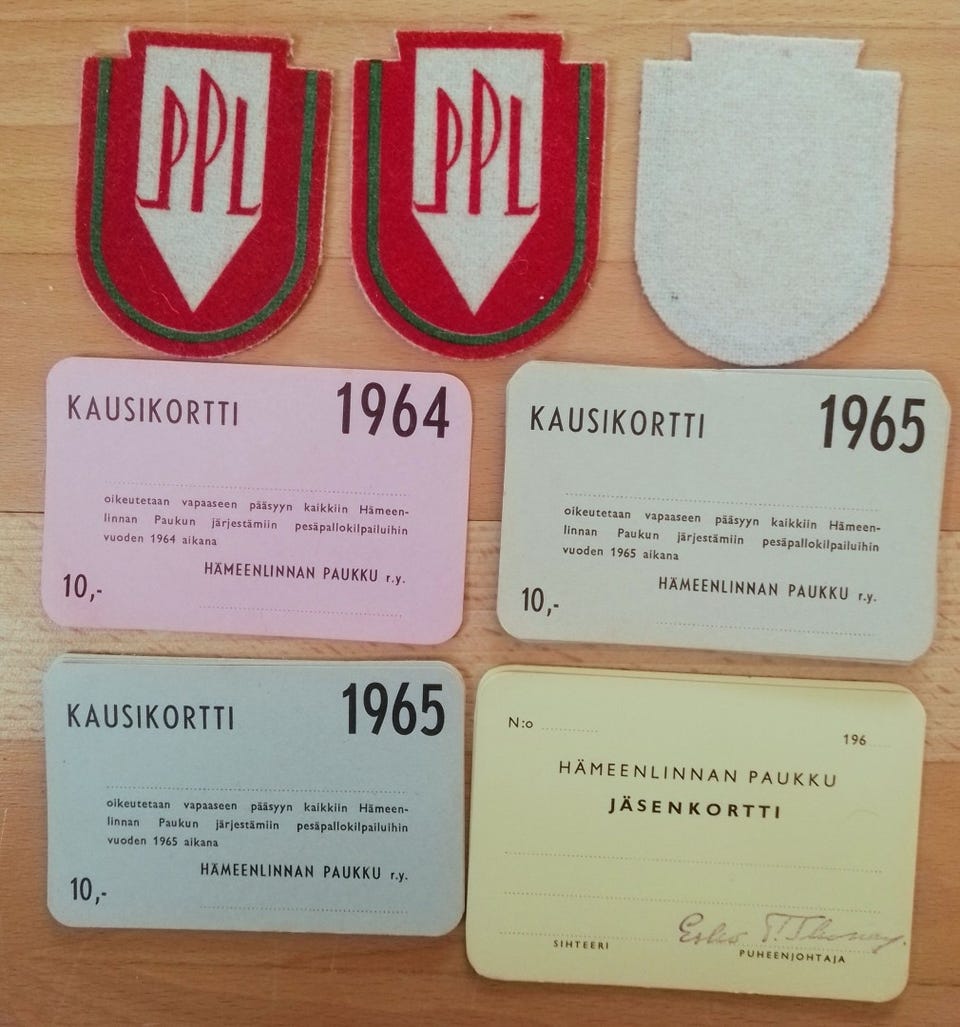 PPL
PPL
KAUSIKORTTI 1964
oikeutetaan vapaaseen pääsyyn kaikkiin Hämeen-
linnan Paukun järjestämiin pesäpallokilpailuihin
vuoden 1964 aikana
HÄMEENLINNAN PAUKKU r.y.
10,-
KAUSIKORTTI 1965
oikeutetaan vapaaseen pääsyyn kaikkiin Hämeen-
linnan Paukun järjestämiin pesäpallokilpailuihin
vuoden 1965 aikana
HÄMEENLINNAN PAUKKU r.y.
10,-
KAUSIKORTTI 1965
oikeutetaan vapaaseen pääsyyn kaikkiin Hämeen-
linnan Paukun järjestämiin pesäpallokilpailuihin
vuoden 1965 aikana
HÄMEENLINNAN PAUKKU r.y.
10,-
N:o
196
HÄMEENLINNAN PAUKKU
JÄSENKORTTI
SIHTEERI
PUHEENJOHTAJA